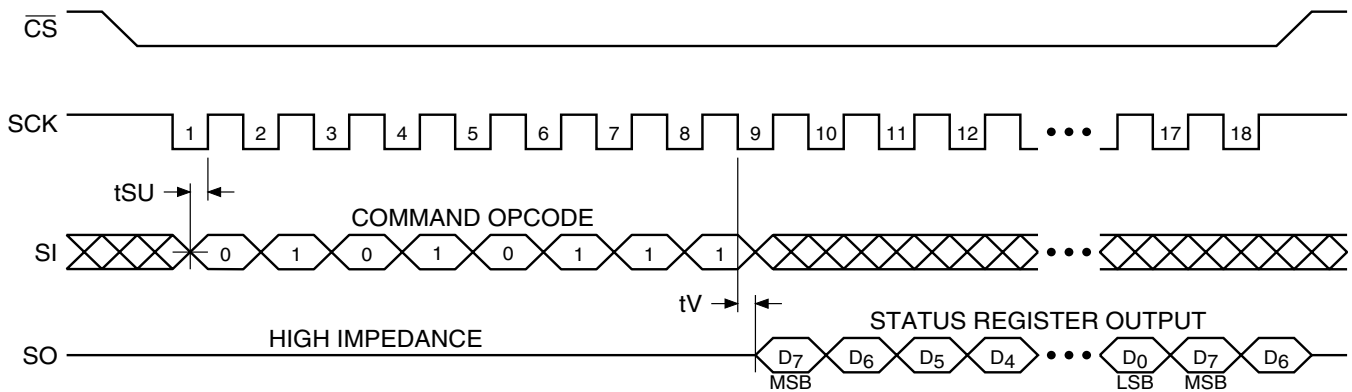 CS
SCK 1 2 3 4 5 6 7 8 9 10 11 12 ••• 17 18
tSU
COMMAND OPCODE
SI 0 1 0 1 0 1 1 1 •••
tV
HIGH IMPEDANCE STATUS REGISTER OUTPUT
SO D7 D6 D5 D4 ••• D0 D7 D6
MSB LSB MSB